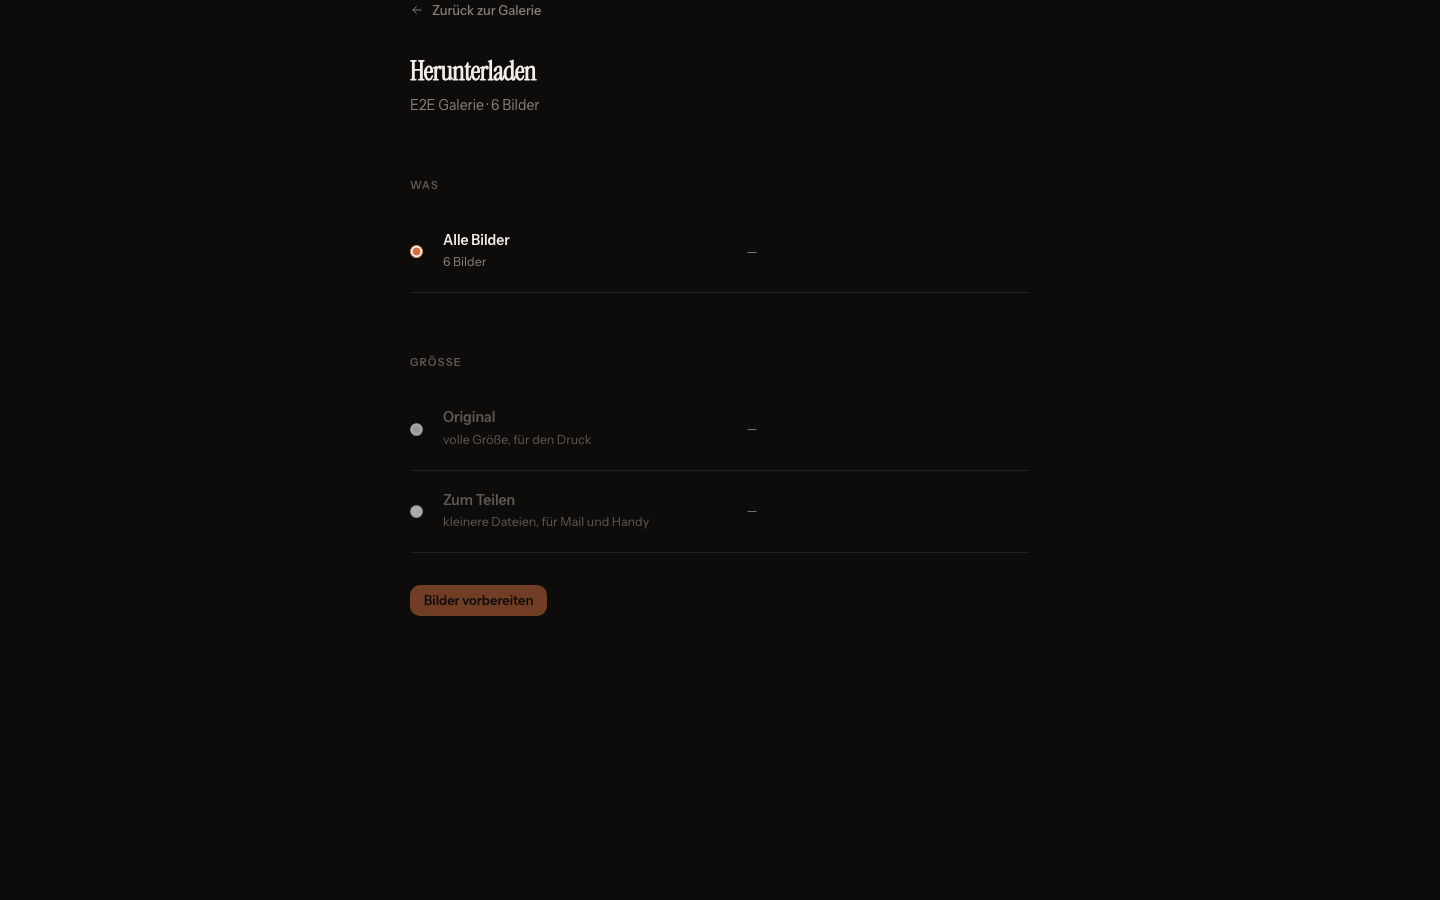 ← Zurück zur Galerie
Herunterladen
E2E Galerie · 6 Bilder
WAS
Alle Bilder
6 Bilder
—
GRÖSSE
Original
volle Größe, für den Druck
—
Zum Teilen
kleinere Dateien, für Mail und Handy
—
Bilder vorbereiten